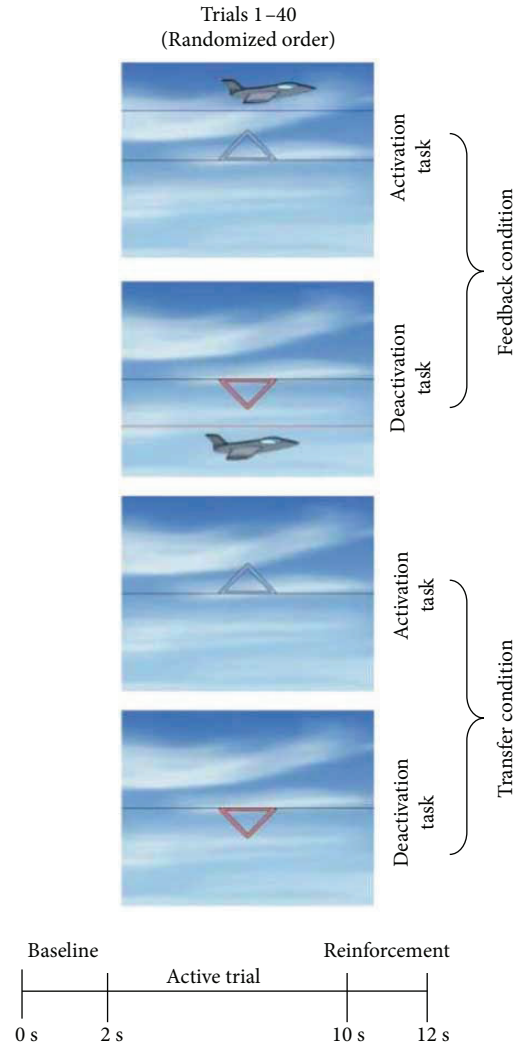 Trials 1–40
(Randomized order)
Activation
task
Deactivation
task
Feedback condition
Activation
task
Deactivation
task
Transfer condition
Baseline
Reinforcement
Active trial
0 s
2 s
10 s
12 s